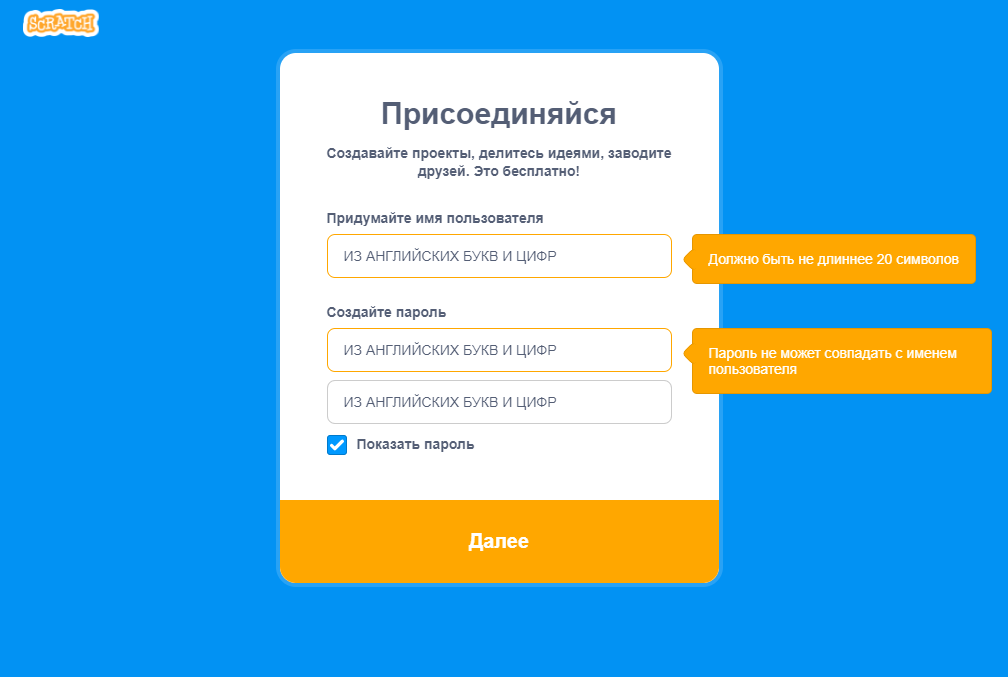 SCRATCH
Присоединяйся
Создавайте проекты, делитесь идеями, заводите
друзей. Это бесплатно!
Придумайте имя пользователя
ИЗ АНГЛИЙСКИХ БУКВ И ЦИФР
Должно быть не длиннее 20 символов
Создайте пароль
ИЗ АНГЛИЙСКИХ БУКВ И ЦИФР
Пароль не может совпадать с именем
пользователя
ИЗ АНГЛИЙСКИХ БУКВ И ЦИФР
Показать пароль
Далее